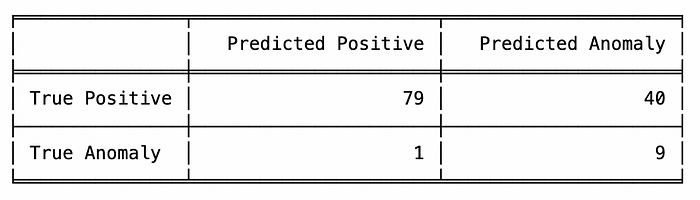 Predicted Positive Predicted Anomaly
True Positive 79 40
True Anomaly 1 9